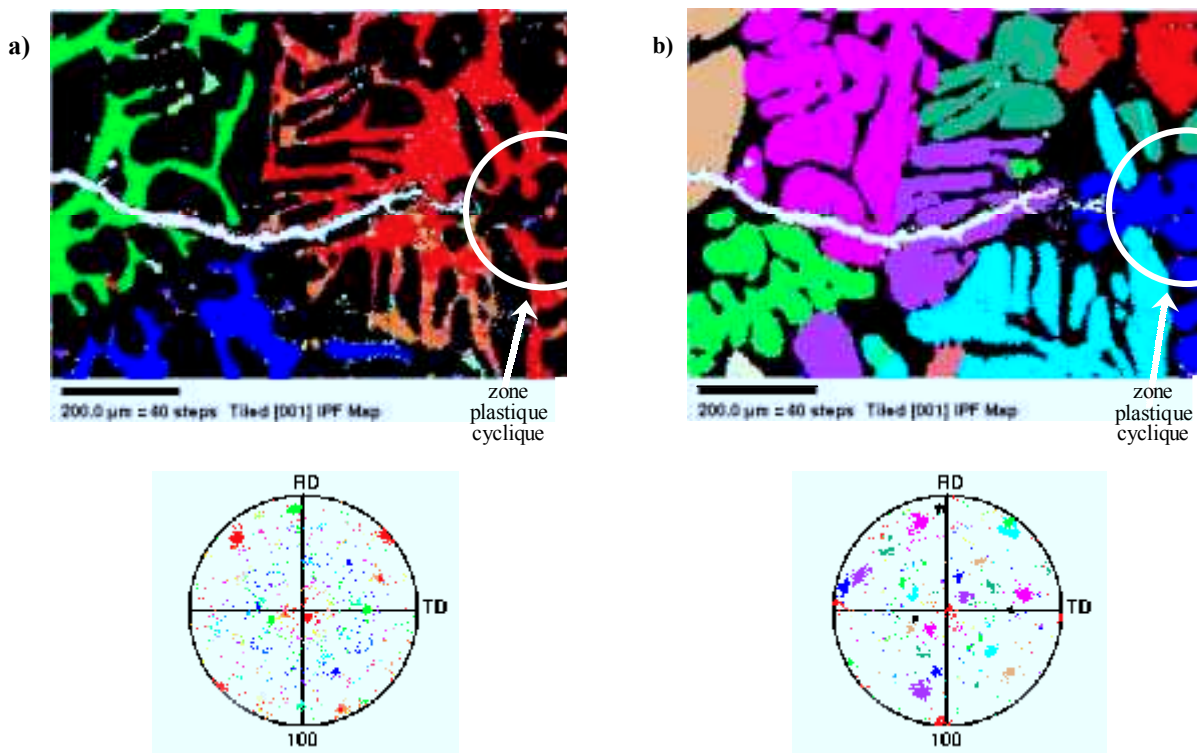 a)
zone
plastique
cyclique
200.0 µm = 40 steps Tiled [001] IPF Map
RD
TD
100
b)
zone
plastique
cyclique
200.0 µm = 40 steps Tiled [001] IPF Map
RD
TD
100